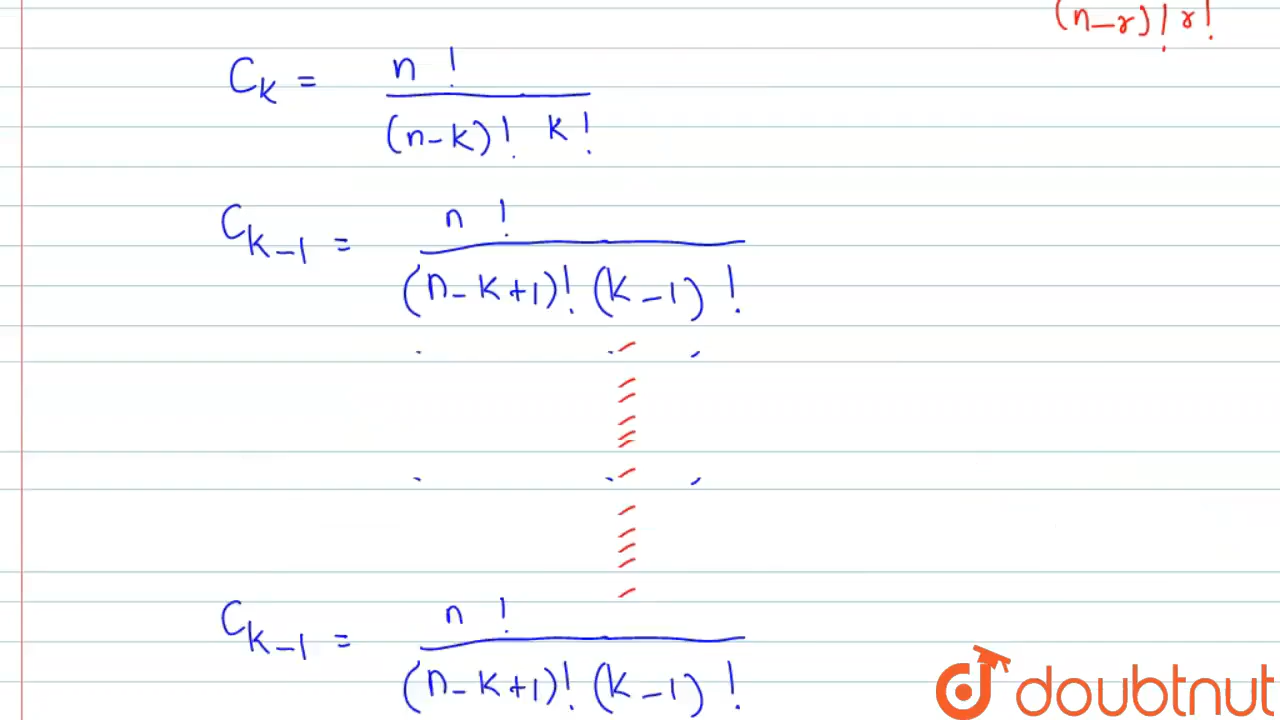 (n-r)! r!
C_k = n! / (n-k)! k!
C_{k-1} = n! / (n-k+1)! (k-1)!
C_{k-1} = n! / (n-k+1)! (k-1)!
doubtnut